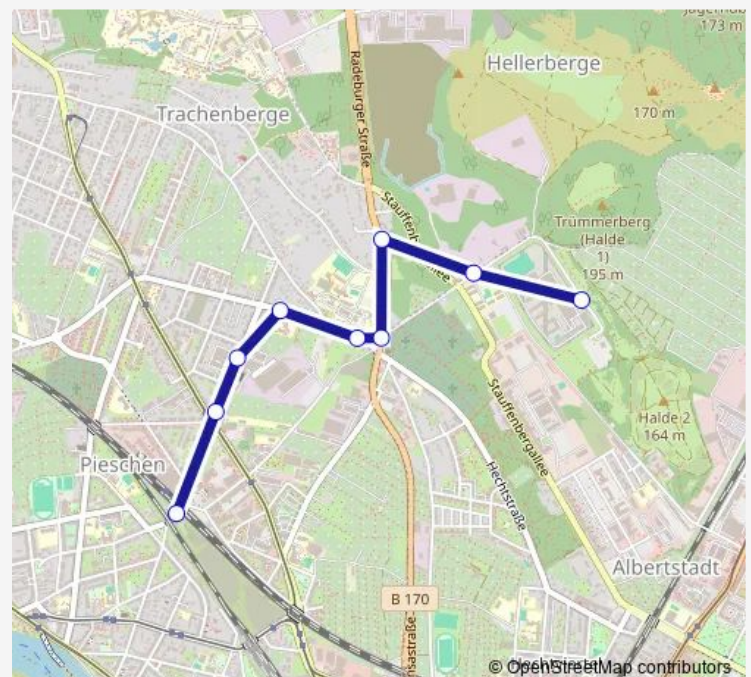 173 m
Hellerberge
Radeburger Straße
Trachenberge
170 m
Stauffenbergallee
Trümmerberg
(Halde
1)
195 m
Stauffenbergallee
Halde 2
164 m
Pieschen
Hechtstraße
Albertstadt
B 170
© OpenStreetMap contributors